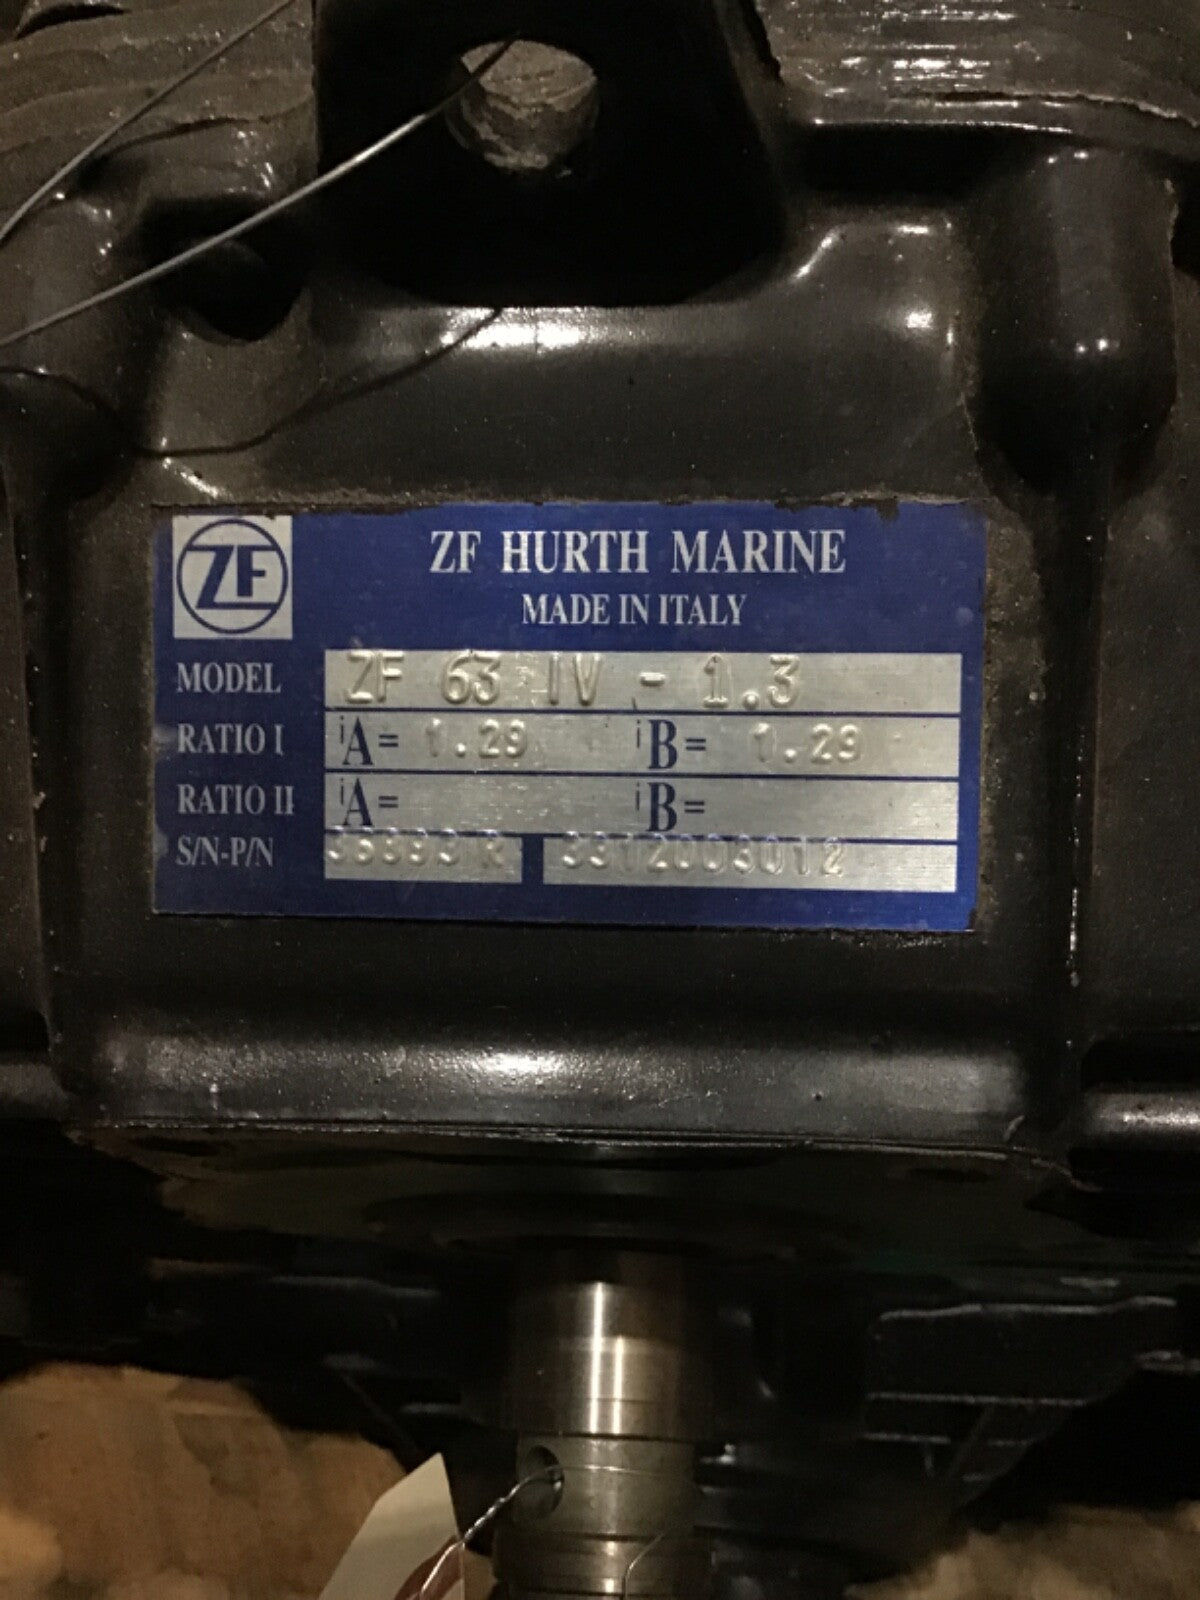 ZF
ZF HURTH MARINE
MADE IN ITALY
MODEL ZF 63 IV - 1.3
RATIO I iA= 1.29 iB= 1.29
RATIO II iA= iB=
S/N-P/N 3312003012